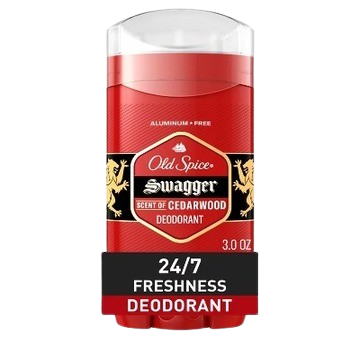 ALUMINUM • FREE
Old Spice®
Swagger
SCENT OF CEDARWOOD
DEODORANT
3.0 OZ
24/7
FRESHNESS
DEODORANT